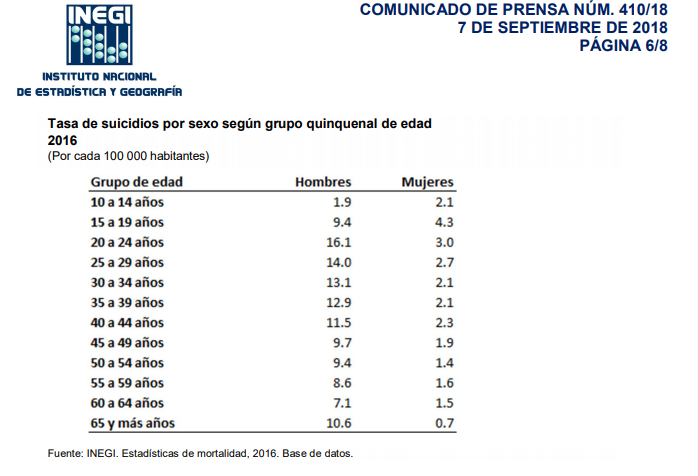 INEGI
INSTITUTO NACIONAL
DE ESTADÍSTICA Y GEOGRAFÍA
COMUNICADO DE PRENSA NÚM. 410/18
7 DE SEPTIEMBRE DE 2018
PÁGINA 6/8
Tasa de suicidios por sexo según grupo quinquenal de edad
2016
(Por cada 100 000 habitantes)
Grupo de edad Hombres Mujeres
10 a 14 años 1.9 2.1
15 a 19 años 9.4 4.3
20 a 24 años 16.1 3.0
25 a 29 años 14.0 2.7
30 a 34 años 13.1 2.1
35 a 39 años 12.9 2.1
40 a 44 años 11.5 2.3
45 a 49 años 9.7 1.9
50 a 54 años 9.4 1.4
55 a 59 años 8.6 1.6
60 a 64 años 7.1 1.5
65 y más años 10.6 0.7
Fuente: INEGI. Estadísticas de mortalidad, 2016. Base de datos.